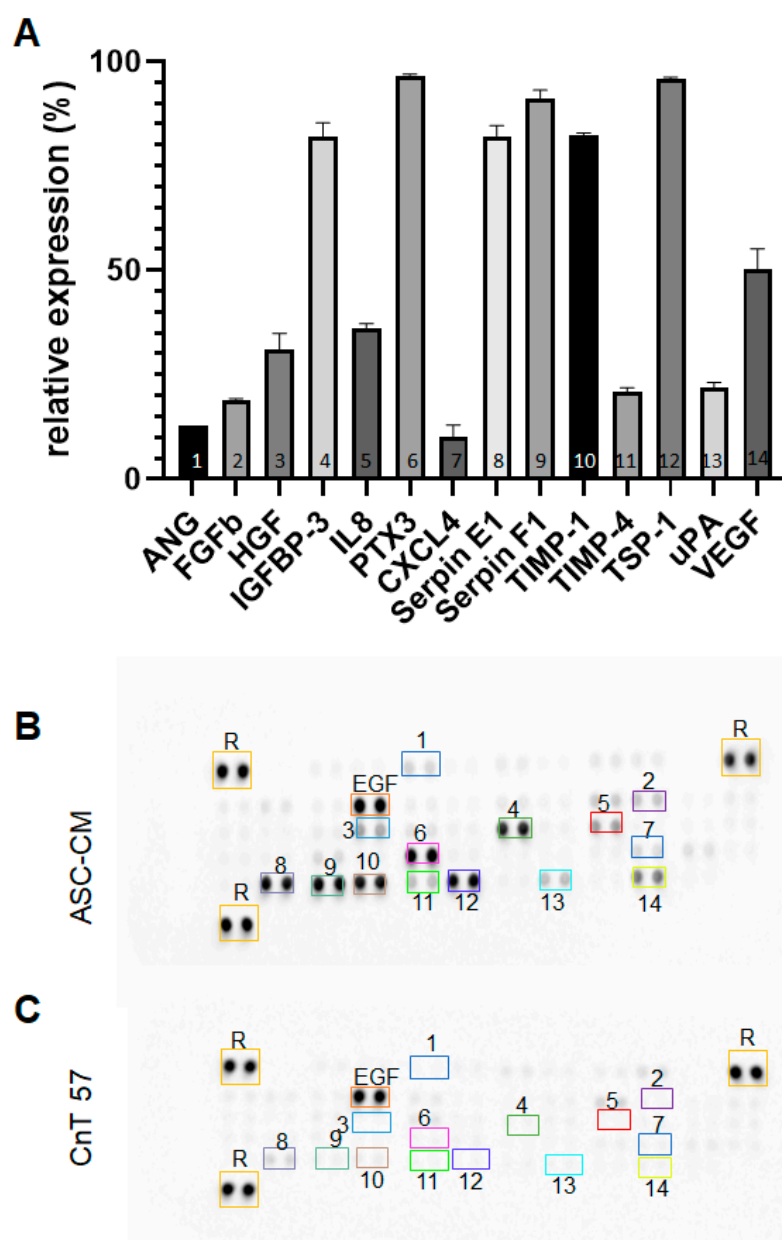 A
relative expression (%)
100
50
0
1 2 3 4 5 6 7 8 9 10 11 12 13 14
ANG
FGFb
HGF
IGFBP-3
IL8
PTX3
CXCL4
Serpin E1
Serpin F1
TIMP-1
TIMP-4
TSP-1
uPA
VEGF
B
ASC-CM
R 1 R
EGF 2
3 4 5
6 7
8 9 10
11 12 13 14
R
C
CnT 57
R 1 R
EGF 2
3 4 5
6 7
8 9
10 11 12 13 14
R